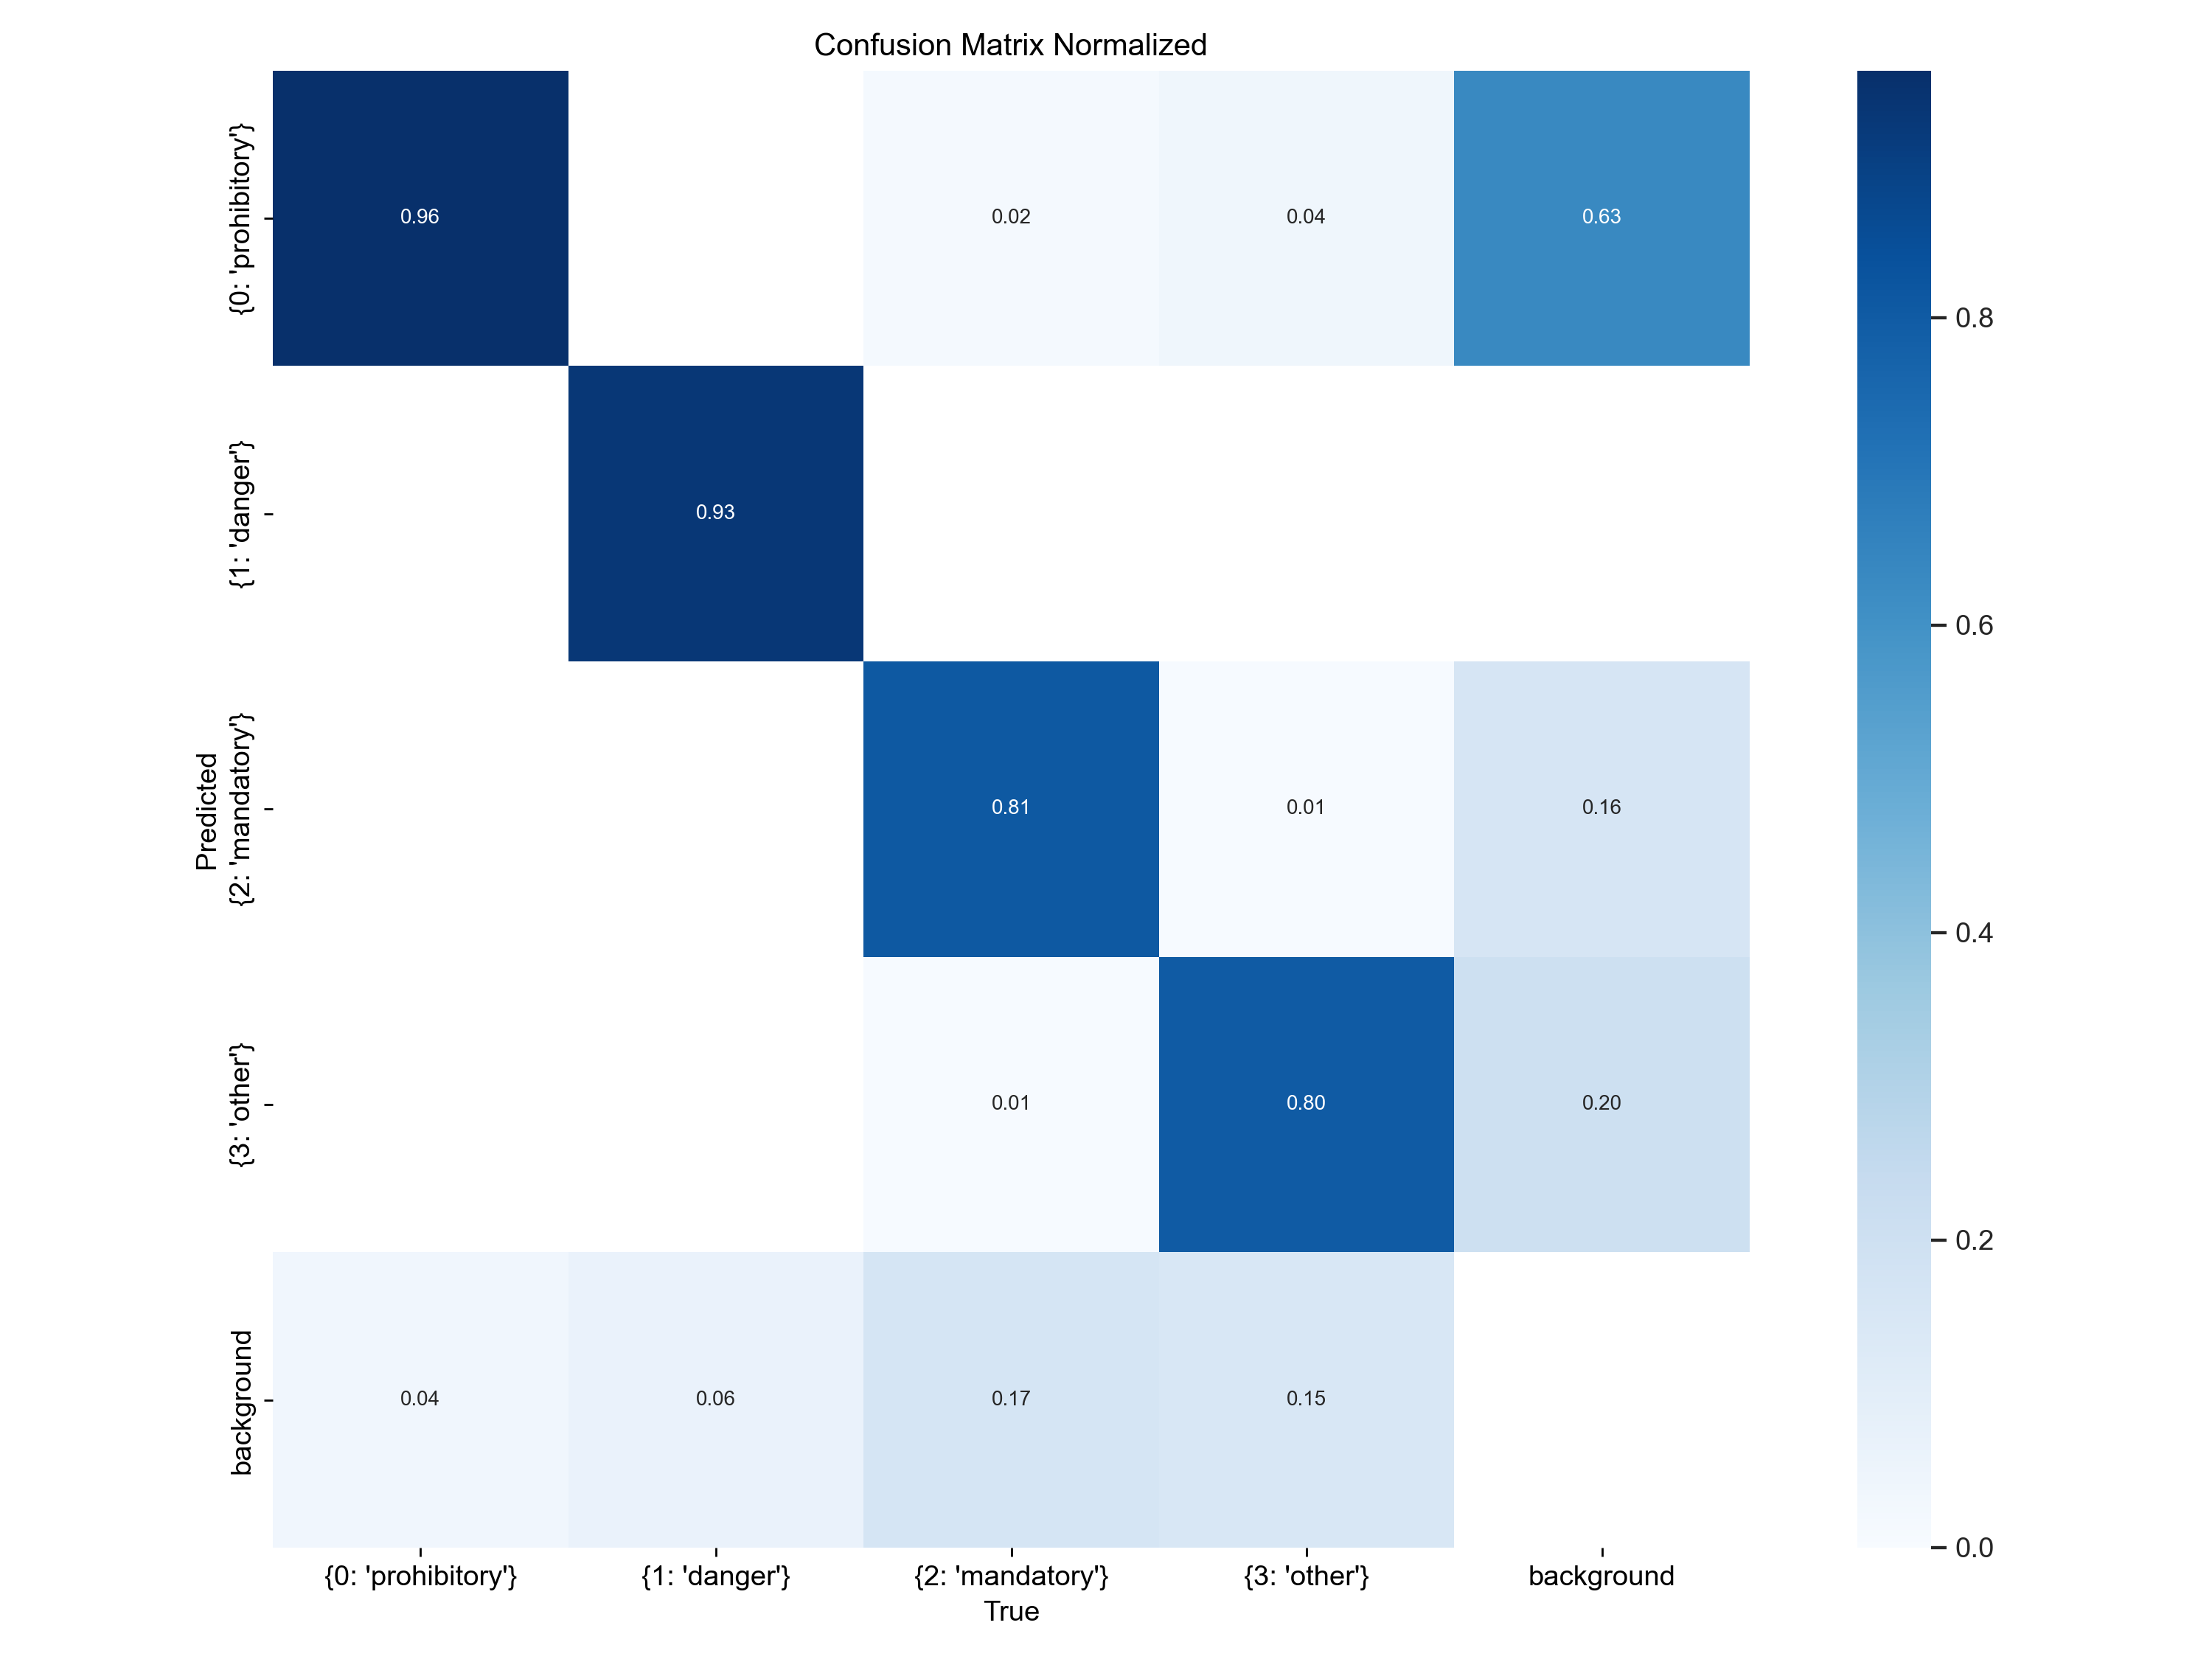 Confusion Matrix Normalized
{0: 'prohibitory'}
0.96
0.02
0.04
0.63
{1: 'danger'}
0.93
Predicted
{2: 'mandatory'}
0.81
0.01
0.16
{3: 'other'}
0.01
0.80
0.20
background
0.04
0.06
0.17
0.15
{0: 'prohibitory'}
{1: 'danger'}
{2: 'mandatory'}
{3: 'other'}
background
True
0.8
0.6
0.4
0.2
0.0